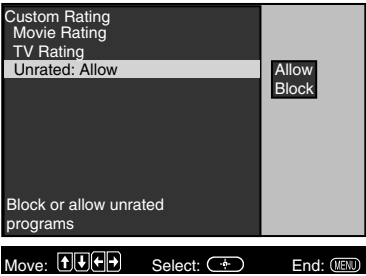 Custom Rating
Movie Rating
TV Rating
Unrated: Allow
Allow
Block
Block or allow unrated
programs
Move: Select: End: MENU